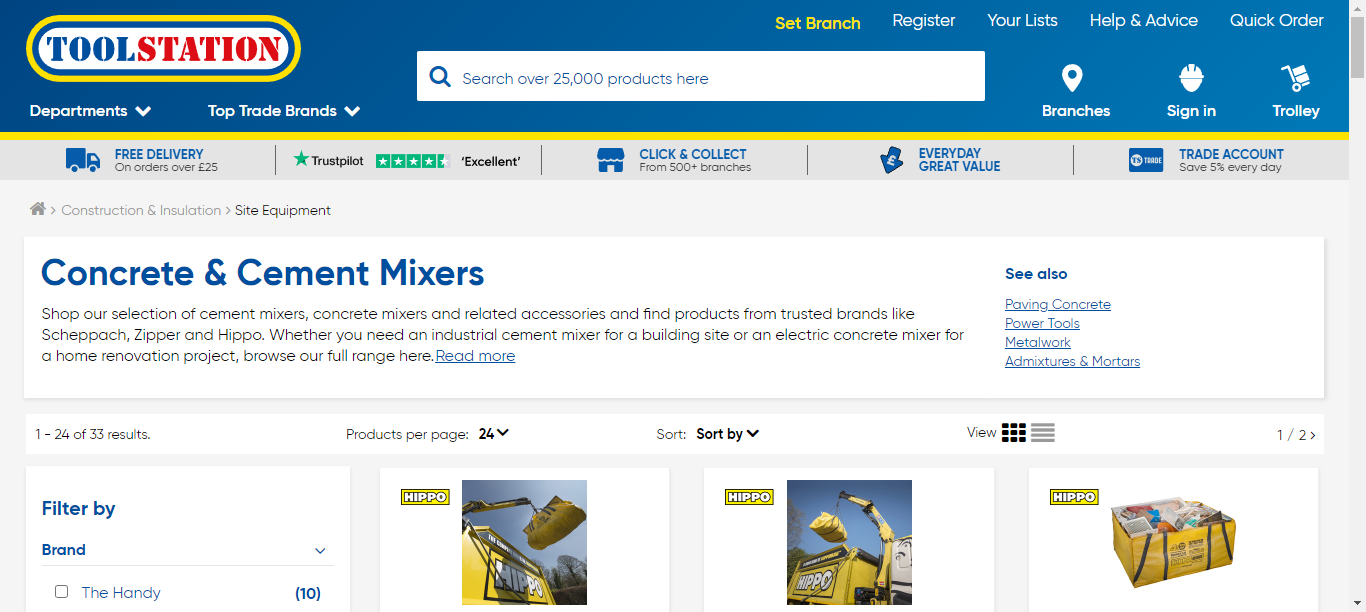 Set Branch Register Your Lists Help & Advice Quick Order
TOOLSTATION
Search over 25,000 products here
Departments Top Trade Brands Branches Sign in Trolley
FREE DELIVERY
On orders over £25
Trustpilot 'Excellent'
CLICK & COLLECT
From 500+ branches
EVERYDAY
GREAT VALUE
TS TRADE
TRADE ACCOUNT
Save 5% every day
> Construction & Insulation > Site Equipment
Concrete & Cement Mixers
Shop our selection of cement mixers, concrete mixers and related accessories and find products from trusted brands like
Scheppach, Zipper and Hippo. Whether you need an industrial cement mixer for a building site or an electric concrete mixer for
a home renovation project, browse our full range here.Read more
See also
Paving Concrete
Power Tools
Metalwork
Admixtures & Mortars
1 - 24 of 33 results. Products per page: 24 Sort: Sort by View 1 / 2 >
Filter by
Brand
The Handy (10)
HIPPO
HIPPO
HIPPO
HIPPO
HIPPO